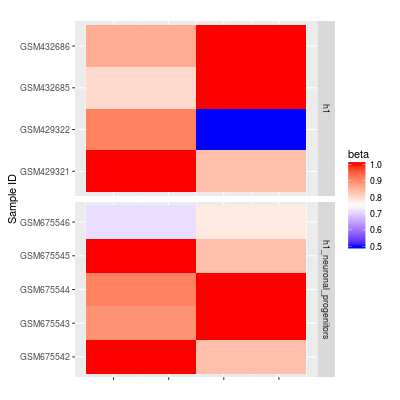 GSM432686
GSM432685
GSM429322
GSM429321
h1
GSM675546
GSM675545
GSM675544
GSM675543
GSM675542
h1_neuronal_progenitors
Sample ID
beta
1.0
0.9
0.8
0.7
0.6
0.5